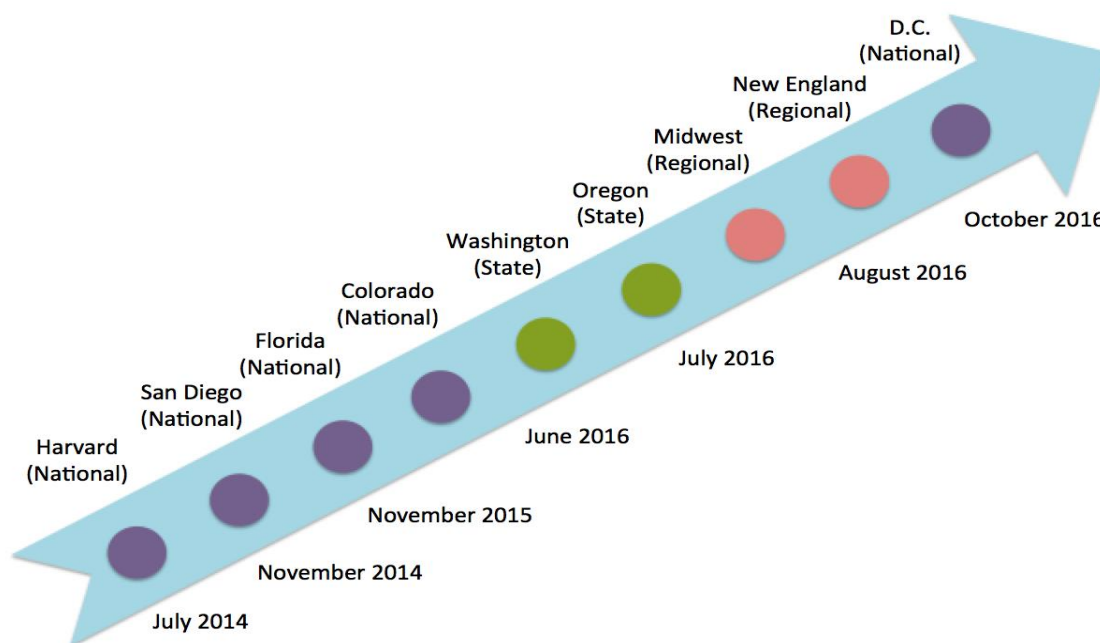 Harvard
(National)
San Diego
(National)
Florida
(National)
Colorado
(National)
Washington
(State)
Oregon
(State)
Midwest
(Regional)
New England
(Regional)
D.C.
(National)
July 2014
November 2014
November 2015
June 2016
July 2016
August 2016
October 2016